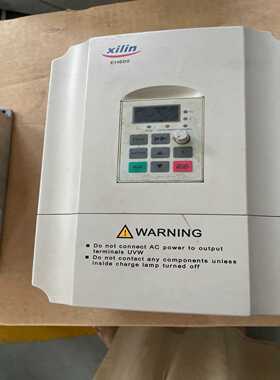 xilin
EH600
WARNING
Do not connect AC power to output
terminals UVW
Do not contact any components unless
inside charge lamp turned off